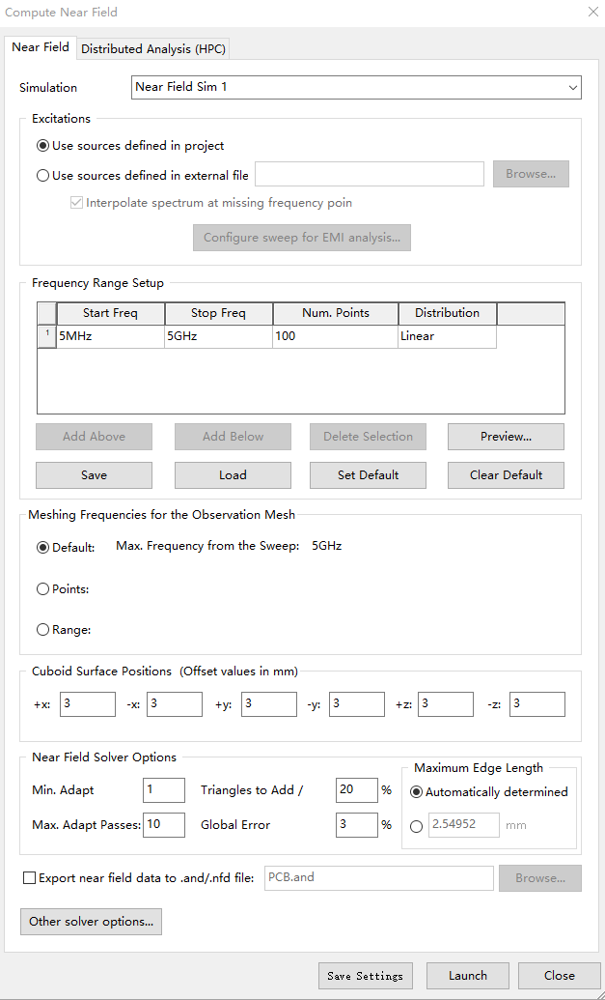 Compute Near Field
Near Field Distributed Analysis (HPC)
Simulation Near Field Sim 1
Excitations
Use sources defined in project
Use sources defined in external file Browse...
Interpolate spectrum at missing frequency poin
Configure sweep for EMI analysis...
Frequency Range Setup
Start Freq Stop Freq Num. Points Distribution
1 5MHz 5GHz 100 Linear
Add Above Add Below Delete Selection Preview...
Save Load Set Default Clear Default
Meshing Frequencies for the Observation Mesh
Default: Max. Frequency from the Sweep: 5GHz
Points:
Range:
Cuboid Surface Positions (Offset values in mm)
+x: 3 -x: 3 +y: 3 -y: 3 +z: 3 -z: 3
Near Field Solver Options
Maximum Edge Length
Min. Adapt 1 Triangles to Add / 20 % Automatically determined
Max. Adapt Passes: 10 Global Error 3 % 2.54952 mm
Export near field data to .and/.nfd file: PCB.and Browse...
Other solver options...
Save Settings Launch Close